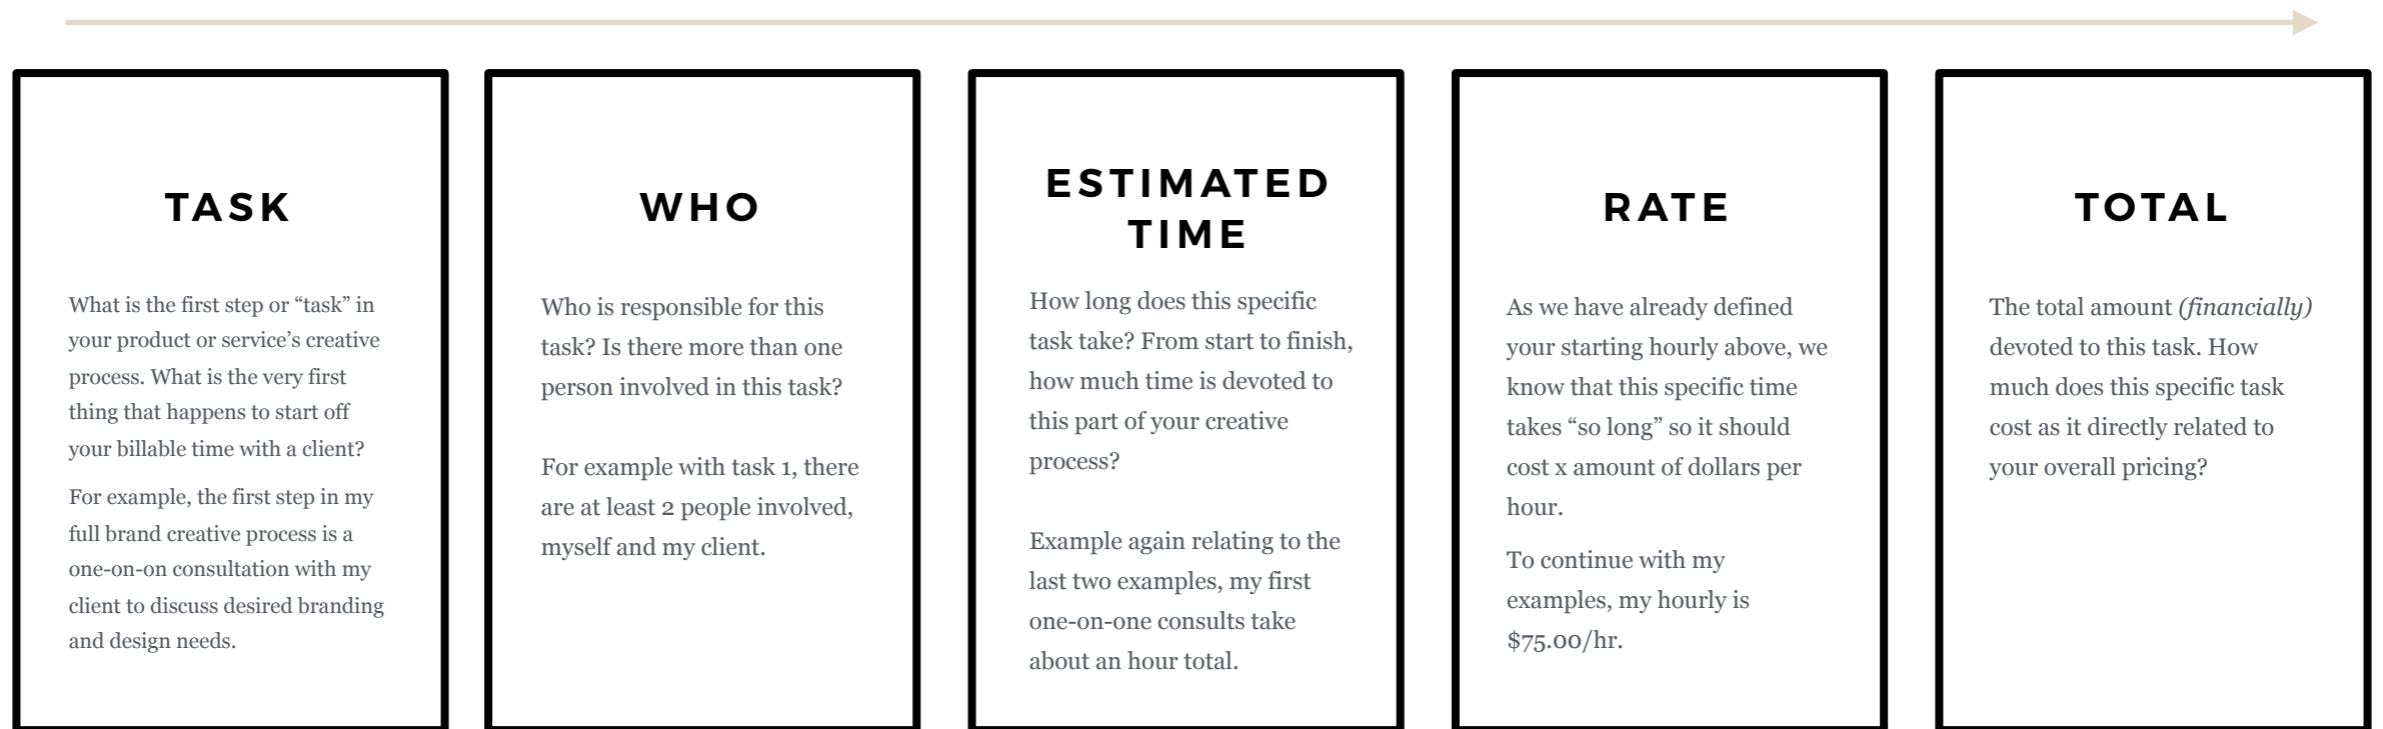 TASK
What is the first step or “task” in
your product or service’s creative
process. What is the very first
thing that happens to start off
your billable time with a client?
For example, the first step in my
full brand creative process is a
one-on-on consultation with my
client to discuss desired branding
and design needs.
WHO
Who is responsible for this
task? Is there more than one
person involved in this task?
For example with task 1, there
are at least 2 people involved,
myself and my client.
ESTIMATED
TIME
How long does this specific
task take? From start to finish,
how much time is devoted to
this part of your creative
process?
Example again relating to the
last two examples, my first
one-on-one consults take
about an hour total.
RATE
As we have already defined
your starting hourly above, we
know that this specific time
takes “so long” so it should
cost x amount of dollars per
hour.
To continue with my
examples, my hourly is
$75.00/hr.
TOTAL
The total amount (financially)
devoted to this task. How
much does this specific task
cost as it directly related to
your overall pricing?